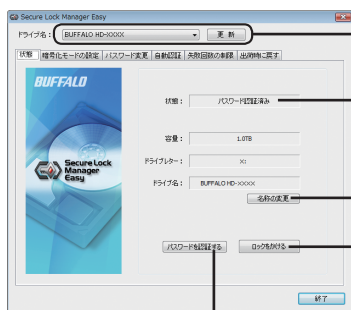 Secure Lock Manager Easy
ドライブ名： BUFFALO HD-XXXX 更 新
状態 暗号化モードの設定 パスワード変更 自動認証 失敗回数の制限 出荷時に戻す
BUFFALO
状態： パスワード認証済み
容量： 1.0TB
Secure Lock Manager Easy
ドライブレター： X:
ドライブ名： BUFFALO HD-XXXX
名称の変更
パスワードを認証する ロックをかける
終了